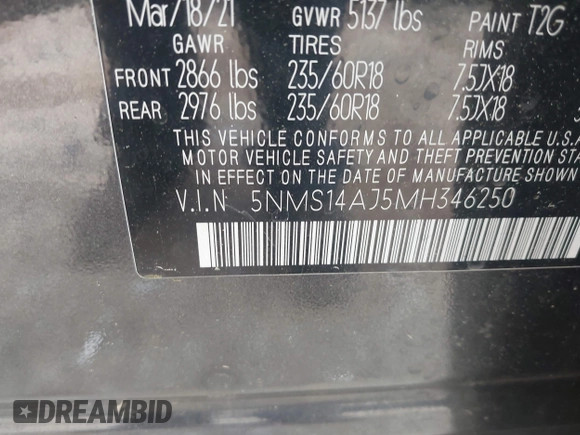 Mar/18/21 GVWR 5137 lbs PAINT T2G
GAWR TIRES RIMS
FRONT 2866 lbs 235/60R18 7.5JX18
REAR 2976 lbs 235/60R18 7.5JX18
THIS VEHICLE CONFORMS TO ALL APPLICABLE U.S.A
MOTOR VEHICLE SAFETY AND THEFT PREVENTION STA
IN EFFECT ON THE DATE OF MANUFACTURE SHOWN
V.I.N 5NMS14AJ5MH346250
DREAMBID